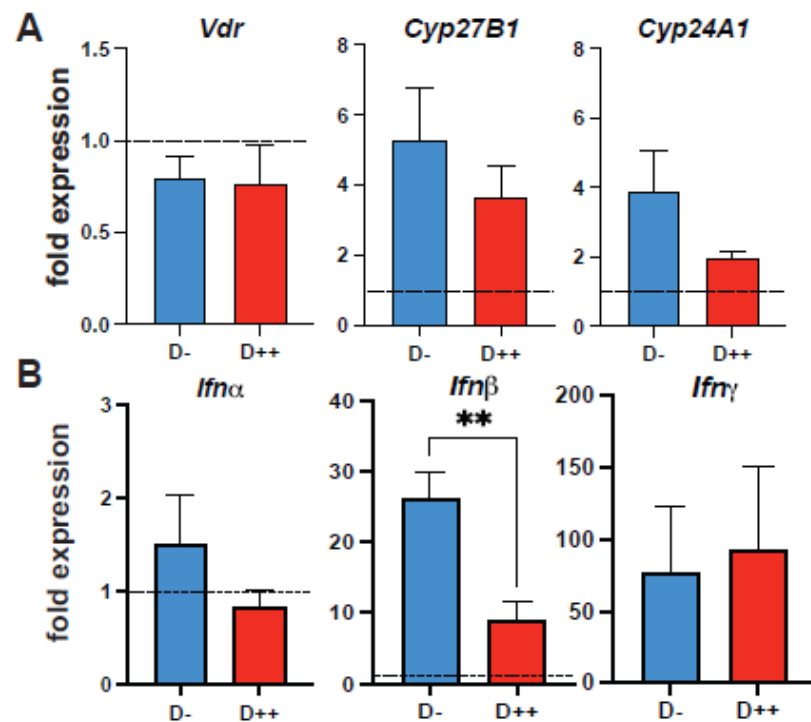 A
Vdr
Cyp27B1
Cyp24A1
fold expression
1.5
1.0
0.5
0.0
D-
D++
8
6
4
2
0
D-
D++
8
6
4
2
0
D-
D++
B
Ifnα
Ifnβ
Ifnγ
fold expression
3
2
1
0
D-
D++
40
30
20
10
0
**
D-
D++
200
150
100
50
0
D-
D++